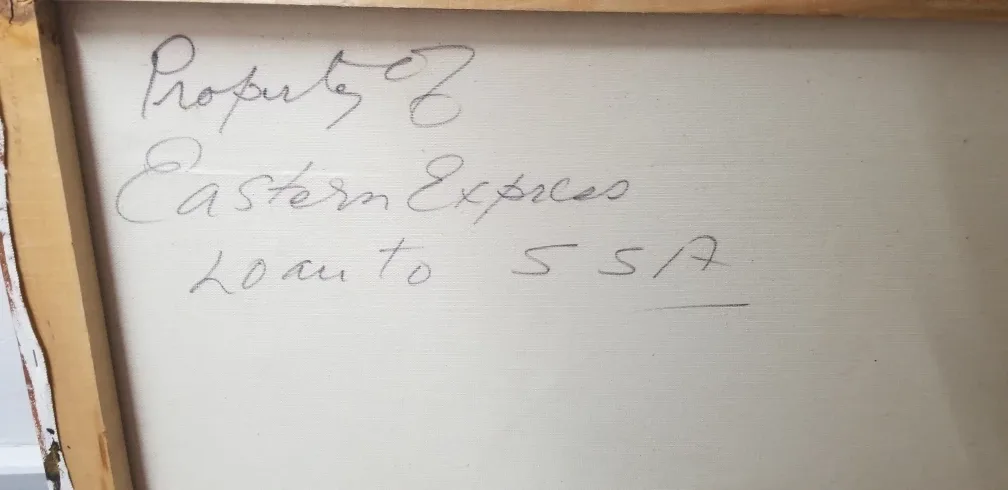 Property Of
Eastern Express
Loan to SSA